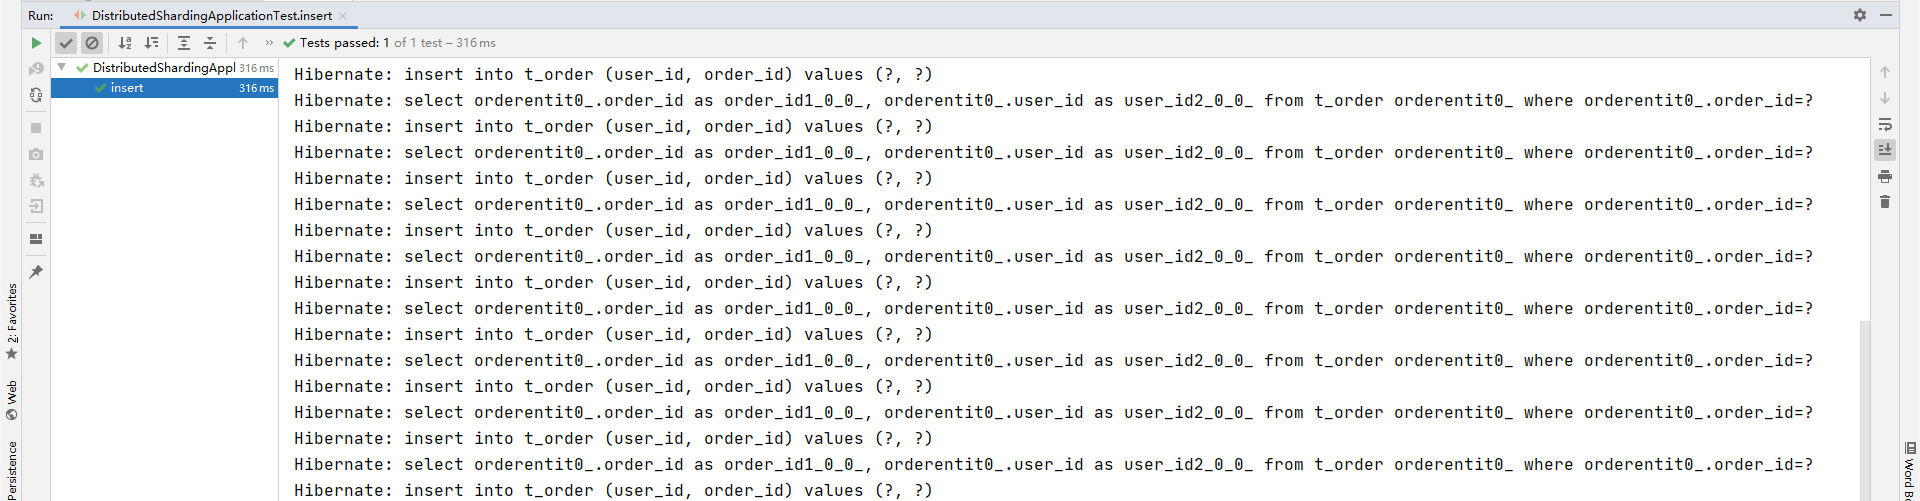 Run: DistributedShardingApplicationTest.insert
Tests passed: 1 of 1 test – 316 ms
DistributedShardingAppl 316 ms
insert 316 ms
Hibernate: insert into t_order (user_id, order_id) values (?, ?)
Hibernate: select orderentit0_.order_id as order_id1_0_0_, orderentit0_.user_id as user_id2_0_0_ from t_order orderentit0_ where orderentit0_.order_id=?
Hibernate: insert into t_order (user_id, order_id) values (?, ?)
Hibernate: select orderentit0_.order_id as order_id1_0_0_, orderentit0_.user_id as user_id2_0_0_ from t_order orderentit0_ where orderentit0_.order_id=?
Hibernate: insert into t_order (user_id, order_id) values (?, ?)
Hibernate: select orderentit0_.order_id as order_id1_0_0_, orderentit0_.user_id as user_id2_0_0_ from t_order orderentit0_ where orderentit0_.order_id=?
Hibernate: insert into t_order (user_id, order_id) values (?, ?)
Hibernate: select orderentit0_.order_id as order_id1_0_0_, orderentit0_.user_id as user_id2_0_0_ from t_order orderentit0_ where orderentit0_.order_id=?
Hibernate: insert into t_order (user_id, order_id) values (?, ?)
Hibernate: select orderentit0_.order_id as order_id1_0_0_, orderentit0_.user_id as user_id2_0_0_ from t_order orderentit0_ where orderentit0_.order_id=?
Hibernate: insert into t_order (user_id, order_id) values (?, ?)
Hibernate: select orderentit0_.order_id as order_id1_0_0_, orderentit0_.user_id as user_id2_0_0_ from t_order orderentit0_ where orderentit0_.order_id=?
Hibernate: insert into t_order (user_id, order_id) values (?, ?)
Hibernate: select orderentit0_.order_id as order_id1_0_0_, orderentit0_.user_id as user_id2_0_0_ from t_order orderentit0_ where orderentit0_.order_id=?
Hibernate: insert into t_order (user_id, order_id) values (?, ?)
Hibernate: select orderentit0_.order_id as order_id1_0_0_, orderentit0_.user_id as user_id2_0_0_ from t_order orderentit0_ where orderentit0_.order_id=?
Hibernate: insert into t_order (user_id, order_id) values (?, ?)
2: Favorites
Web
Persistence
Word